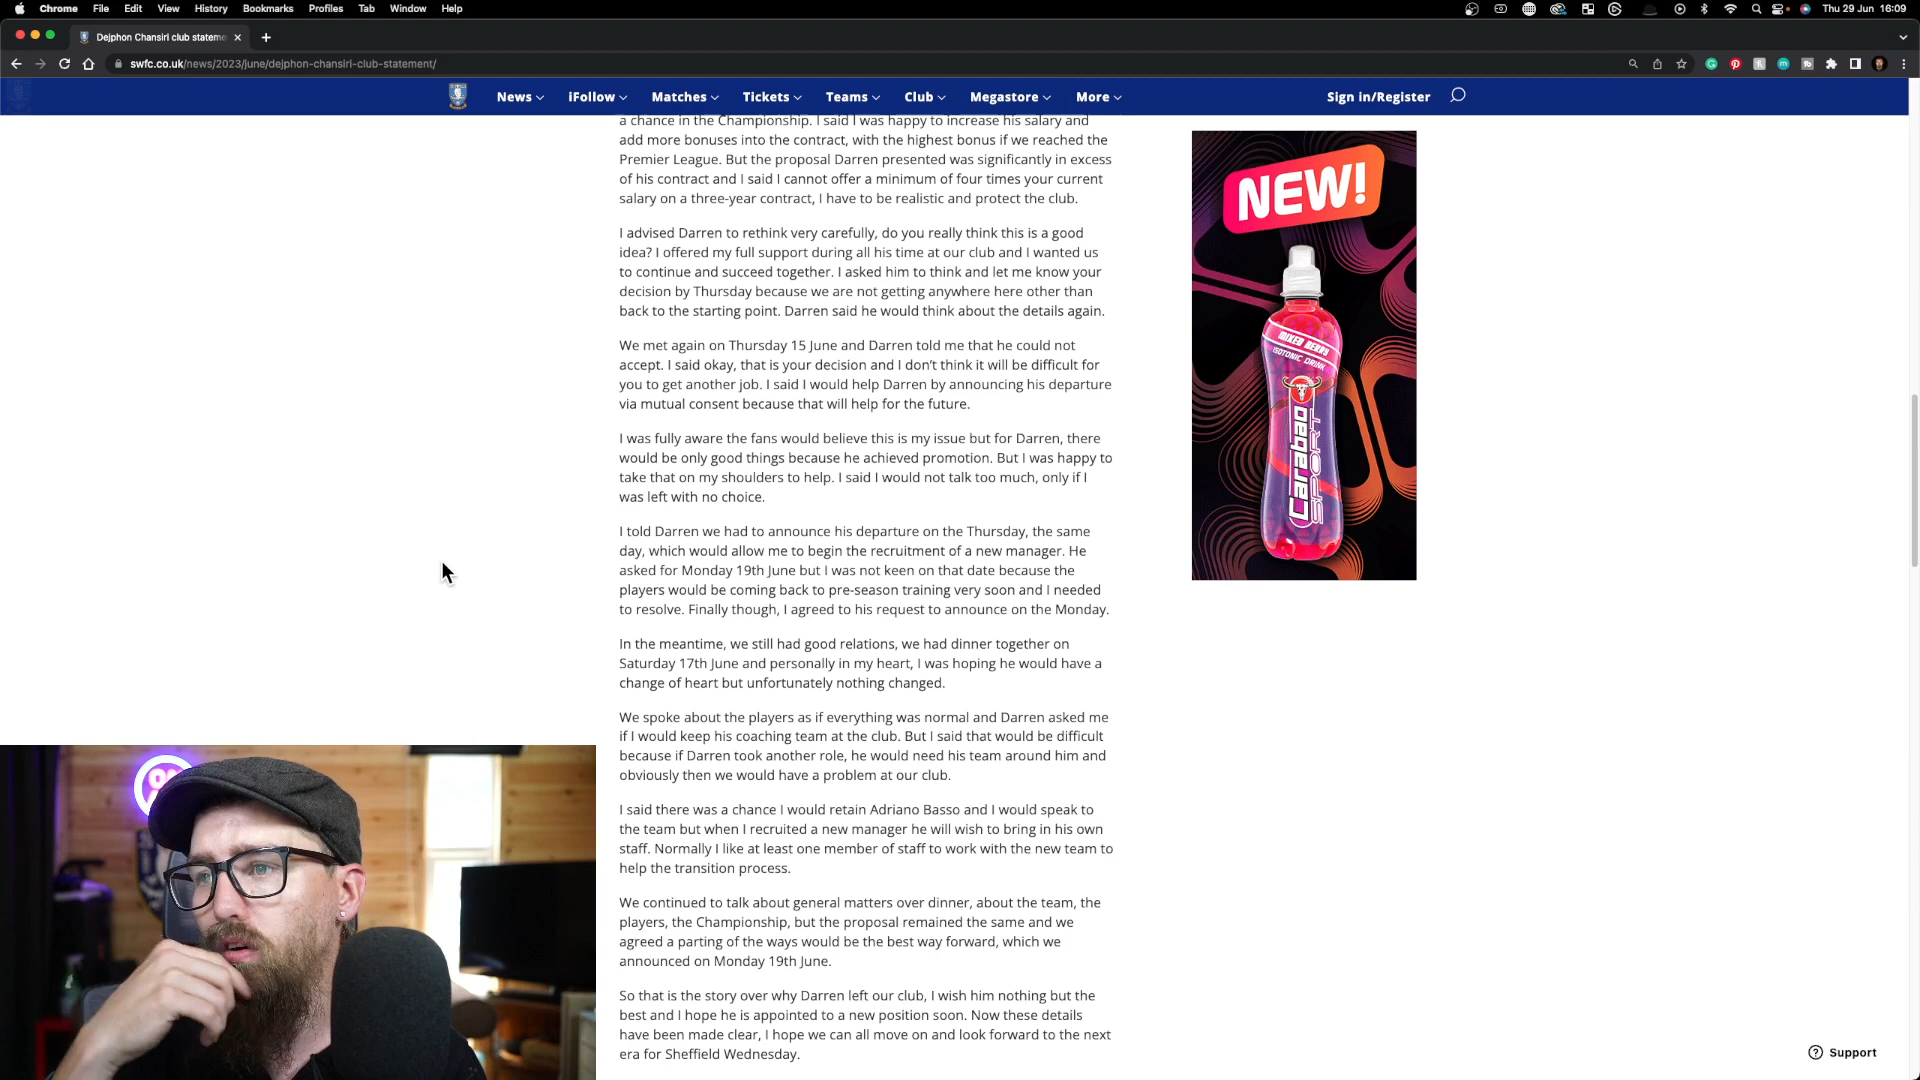 Chrome File Edit View History Bookmarks Profiles Tab Window Help Thu 29 Jun 16:09
Dejphon Chansiri club stateme
swfc.co.uk/news/2023/june/dejphon-chansiri-club-statement/
News iFollow Matches Tickets Teams Club Megastore More Sign in/Register
a chance in the Championship. I said I was happy to increase his salary and
add more bonuses into the contract, with the highest bonus if we reached the
Premier League. But the proposal Darren presented was significantly in excess
of his contract and I said I cannot offer a minimum of four times your current
salary on a three-year contract, I have to be realistic and protect the club.
I advised Darren to rethink very carefully, do you really think this is a good
idea? I offered my full support during all his time at our club and I wanted us
to continue and succeed together. I asked him to think and let me know your
decision by Thursday because we are not getting anywhere here other than
back to the starting point. Darren said he would think about the details again.
We met again on Thursday 15 June and Darren told me that he could not
accept. I said okay, that is your decision and I don't think it will be difficult for
you to get another job. I said I would help Darren by announcing his departure
via mutual consent because that will help for the future.
I was fully aware the fans would believe this is my issue but for Darren, there
would be only good things because he achieved promotion. But I was happy to
take that on my shoulders to help. I said I would not talk too much, only if I
was left with no choice.
I told Darren we had to announce his departure on the Thursday, the same
day, which would allow me to begin the recruitment of a new manager. He
asked for Monday 19th June but I was not keen on that date because the
players would be coming back to pre-season training very soon and I needed
to resolve. Finally though, I agreed to his request to announce on the Monday.
In the meantime, we still had good relations, we had dinner together on
Saturday 17th June and personally in my heart, I was hoping he would have a
change of heart but unfortunately nothing changed.
We spoke about the players as if everything was normal and Darren asked me
if I would keep his coaching team at the club. But I said that would be difficult
because if Darren took another role, he would need his team around him and
obviously then we would have a problem at our club.
I said there was a chance I would retain Adriano Basso and I would speak to
the team but when I recruited a new manager he will wish to bring in his own
staff. Normally I like at least one member of staff to work with the new team to
help the transition process.
We continued to talk about general matters over dinner, about the team, the
players, the Championship, but the proposal remained the same and we
agreed a parting of the ways would be the best way forward, which we
announced on Monday 19th June.
So that is the story over why Darren left our club, I wish him nothing but the
best and I hope he is appointed to a new position soon. Now these details
have been made clear, I hope we can all move on and look forward to the next
era for Sheffield Wednesday.
NEW!
MIXED BERRY
ISOTONIC DRINK
Carabao
SPORT
Support